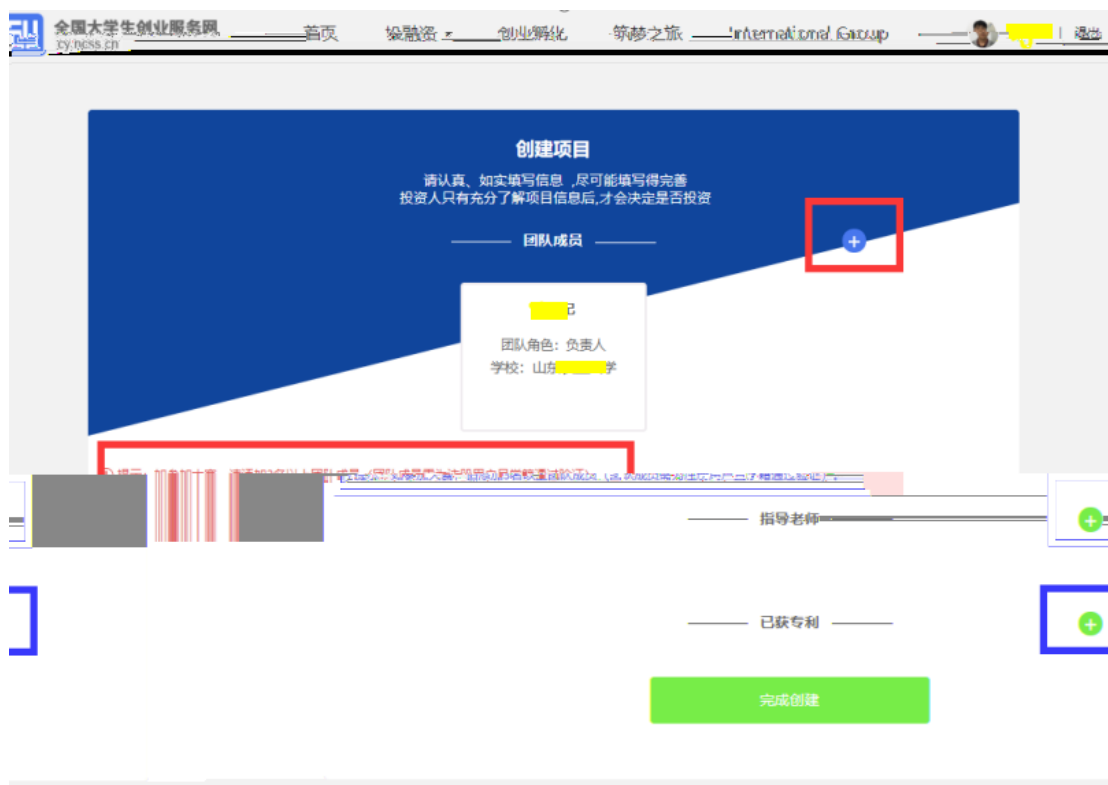 全国大学生创业服务网
cy.ncss.cn
首页
投融资
创业孵化
筑梦之旅
International Group
退出
创建项目
请认真、如实填写信息 ,尽可能填写得完善
投资人只有充分了解项目信息后,才会决定是否投资
团队成员
团队角色：负责人
学校：山东 学
指导老师
已获专利
完成创建